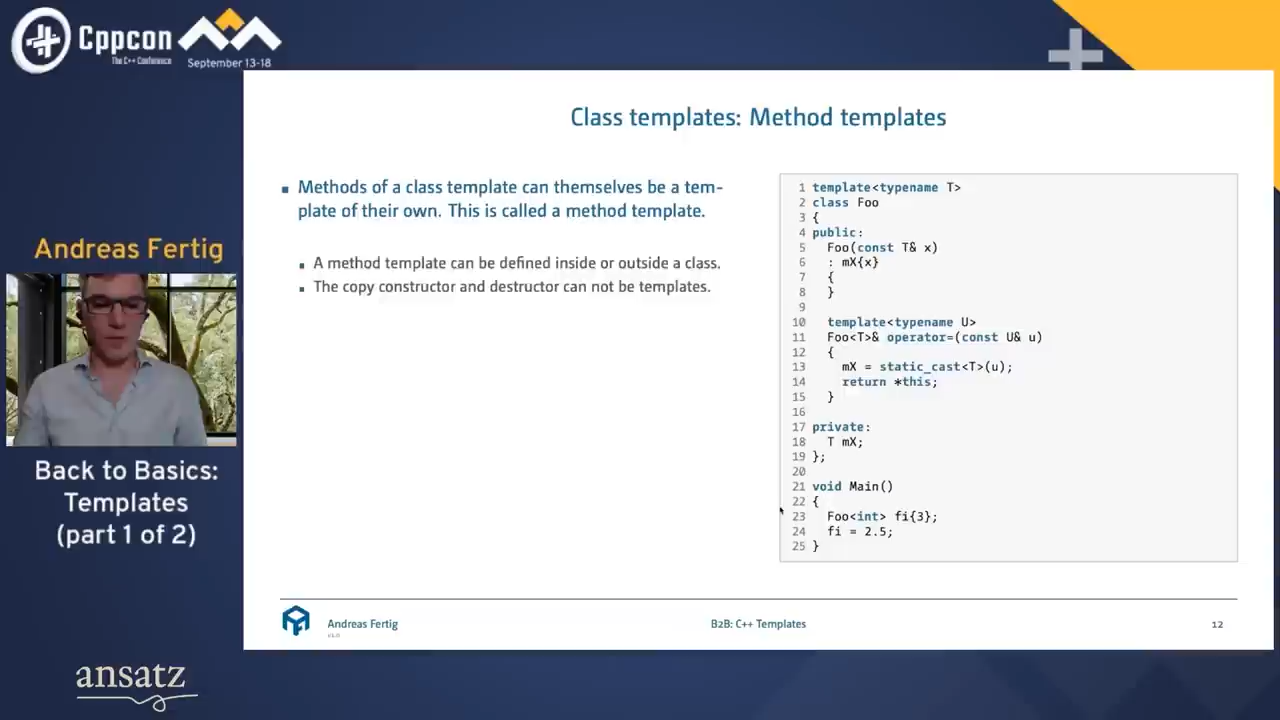 Cppcon
The C++ Conference
September 13-18
Andreas Fertig
Back to Basics:
Templates
(part 1 of 2)
ansatz
Class templates: Method templates
Methods of a class template can themselves be a tem-
plate of their own. This is called a method template.
A method template can be defined inside or outside a class.
The copy constructor and destructor can not be templates.
1 template<typename T>
2 class Foo
3 {
4 public:
5 Foo(const T& x)
6 : mX{x}
7 {
8 }
9
10 template<typename U>
11 Foo<T>& operator=(const U& u)
12 {
13 mX = static_cast<T>(u);
14 return *this;
15 }
16
17 private:
18 T mX;
19 };
20
21 void Main()
22 {
23 Foo<int> fi{3};
24 fi = 2.5;
25 }
Andreas Fertig
v1.0
B2B: C++ Templates
12